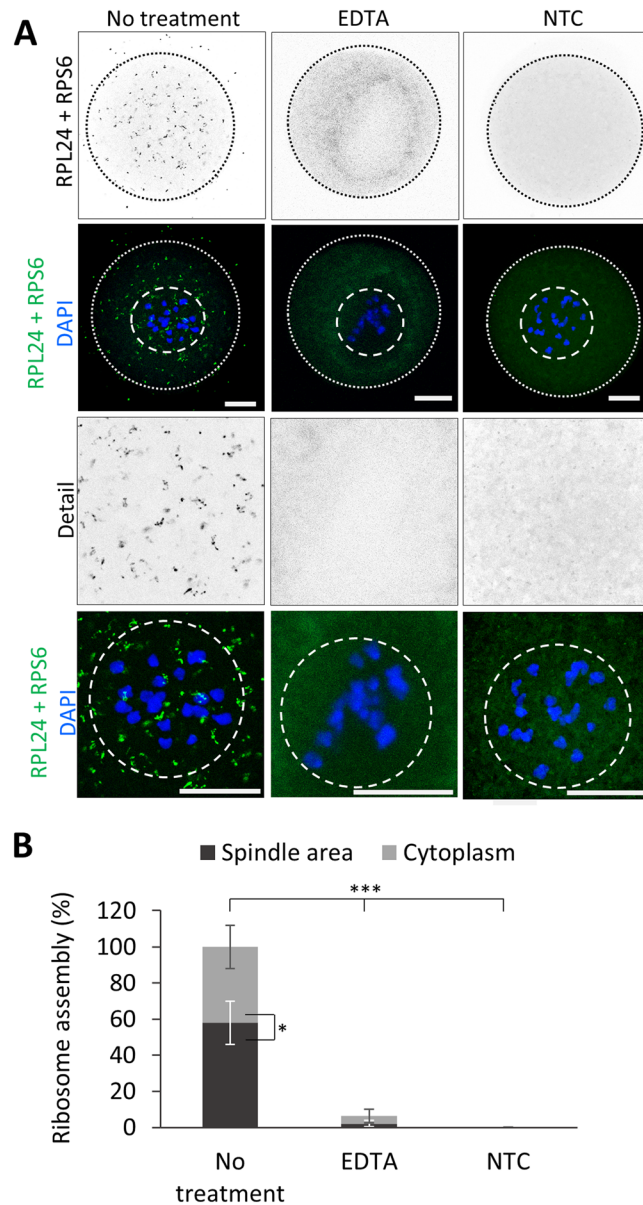 A
No treatment
EDTA
NTC
RPL24 + RPS6
RPL24 + RPS6
DAPI
Detail
RPL24 + RPS6
DAPI
B
Spindle area
Cytoplasm
***
Ribosome assembly (%)
120
100
80
60
40
20
0
*
No
treatment
EDTA
NTC